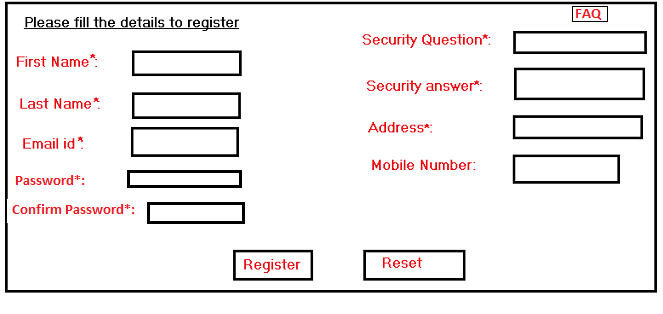 Please fill the details to register
First Name*:
Last Name*:
Email id*:
Password*:
Confirm Password*:
FAQ
Security Question*:
Security answer*:
Address*:
Mobile Number:
Register
Reset